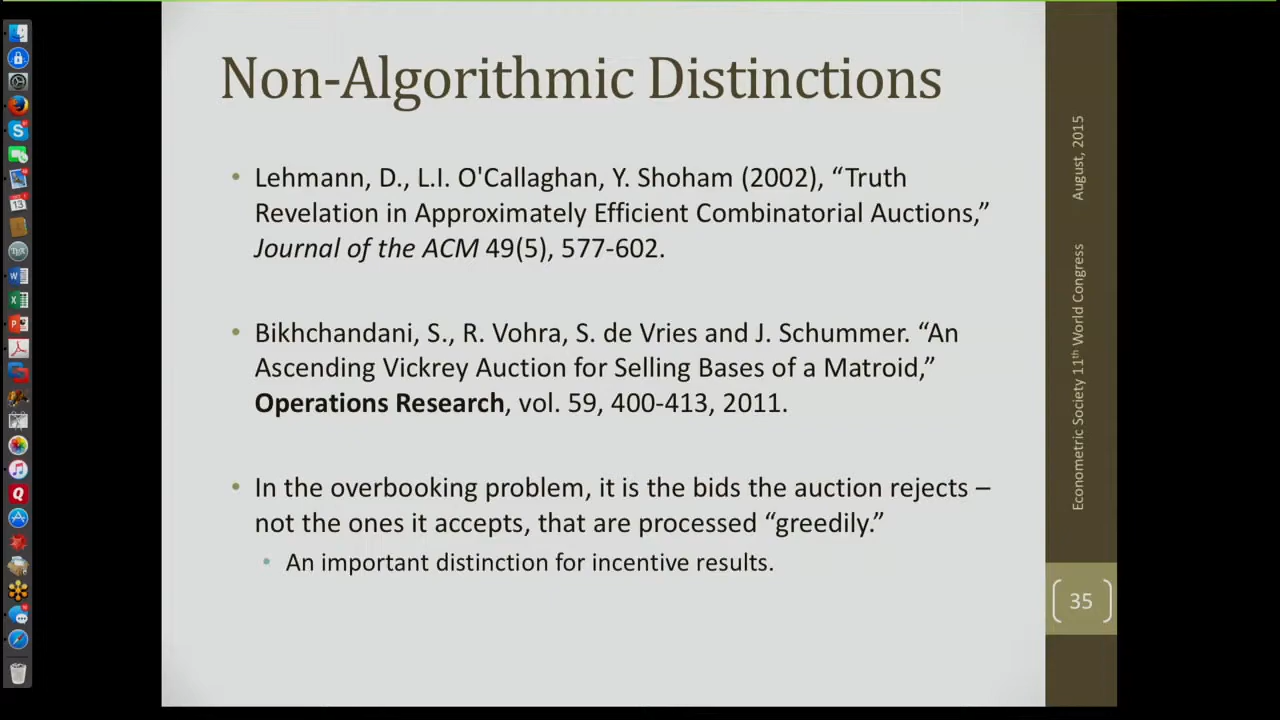 Non-Algorithmic Distinctions
• Lehmann, D., L.I. O'Callaghan, Y. Shoham (2002), “Truth
Revelation in Approximately Efficient Combinatorial Auctions,”
Journal of the ACM 49(5), 577-602.
• Bikhchandani, S., R. Vohra, S. de Vries and J. Schummer. “An
Ascending Vickrey Auction for Selling Bases of a Matroid,”
Operations Research, vol. 59, 400-413, 2011.
• In the overbooking problem, it is the bids the auction rejects –
not the ones it accepts, that are processed “greedily.”
• An important distinction for incentive results.
August, 2015
Econometric Society 11th World Congress
35